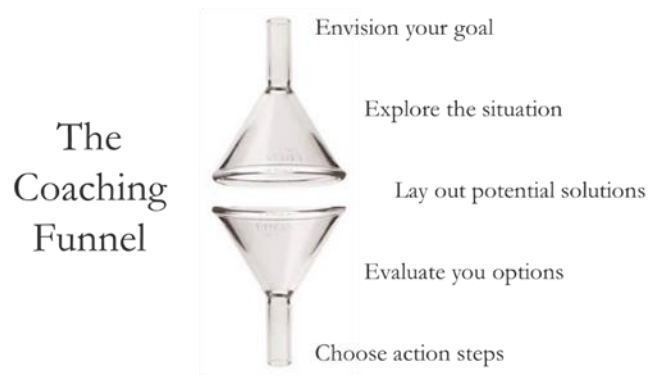 The
Coaching
Funnel
Envision your goal
Explore the situation
Lay out potential solutions
Evaluate you options
Choose action steps